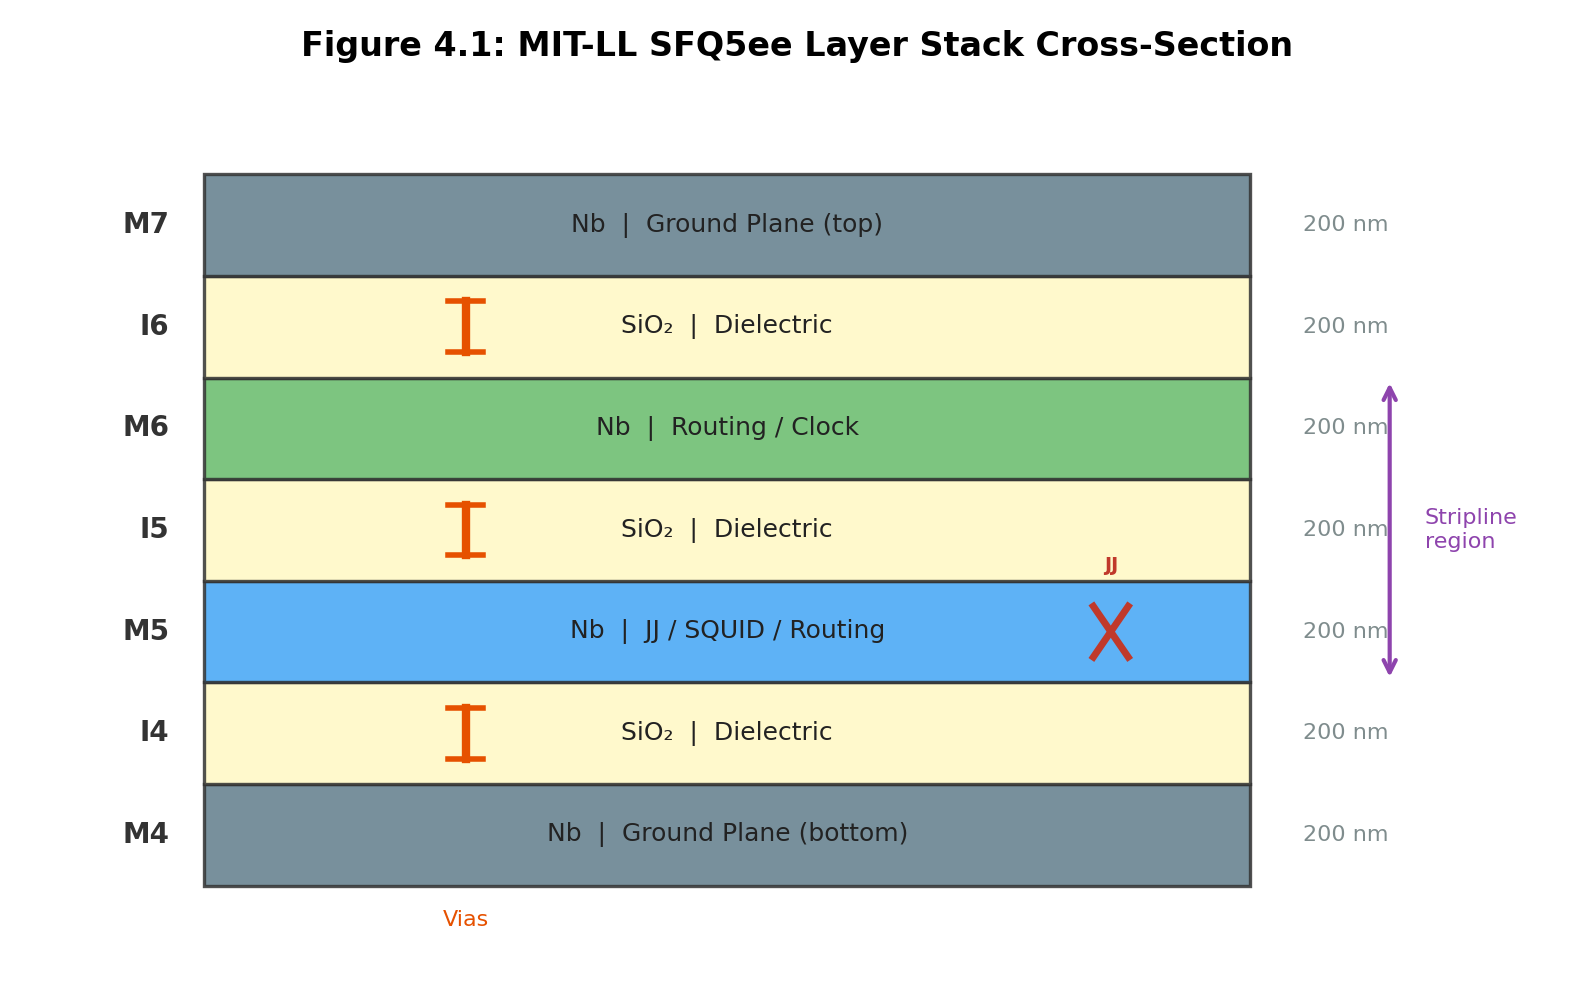 Figure 4.1: MIT-LL SFQ5ee Layer Stack Cross-Section
M7 Nb | Ground Plane (top) 200 nm
I6 SiO₂ | Dielectric 200 nm
M6 Nb | Routing / Clock 200 nm
I5 SiO₂ | Dielectric 200 nm
Stripline
region
JJ
M5 Nb | JJ / SQUID / Routing 200 nm
I4 SiO₂ | Dielectric 200 nm
M4 Nb | Ground Plane (bottom) 200 nm
Vias